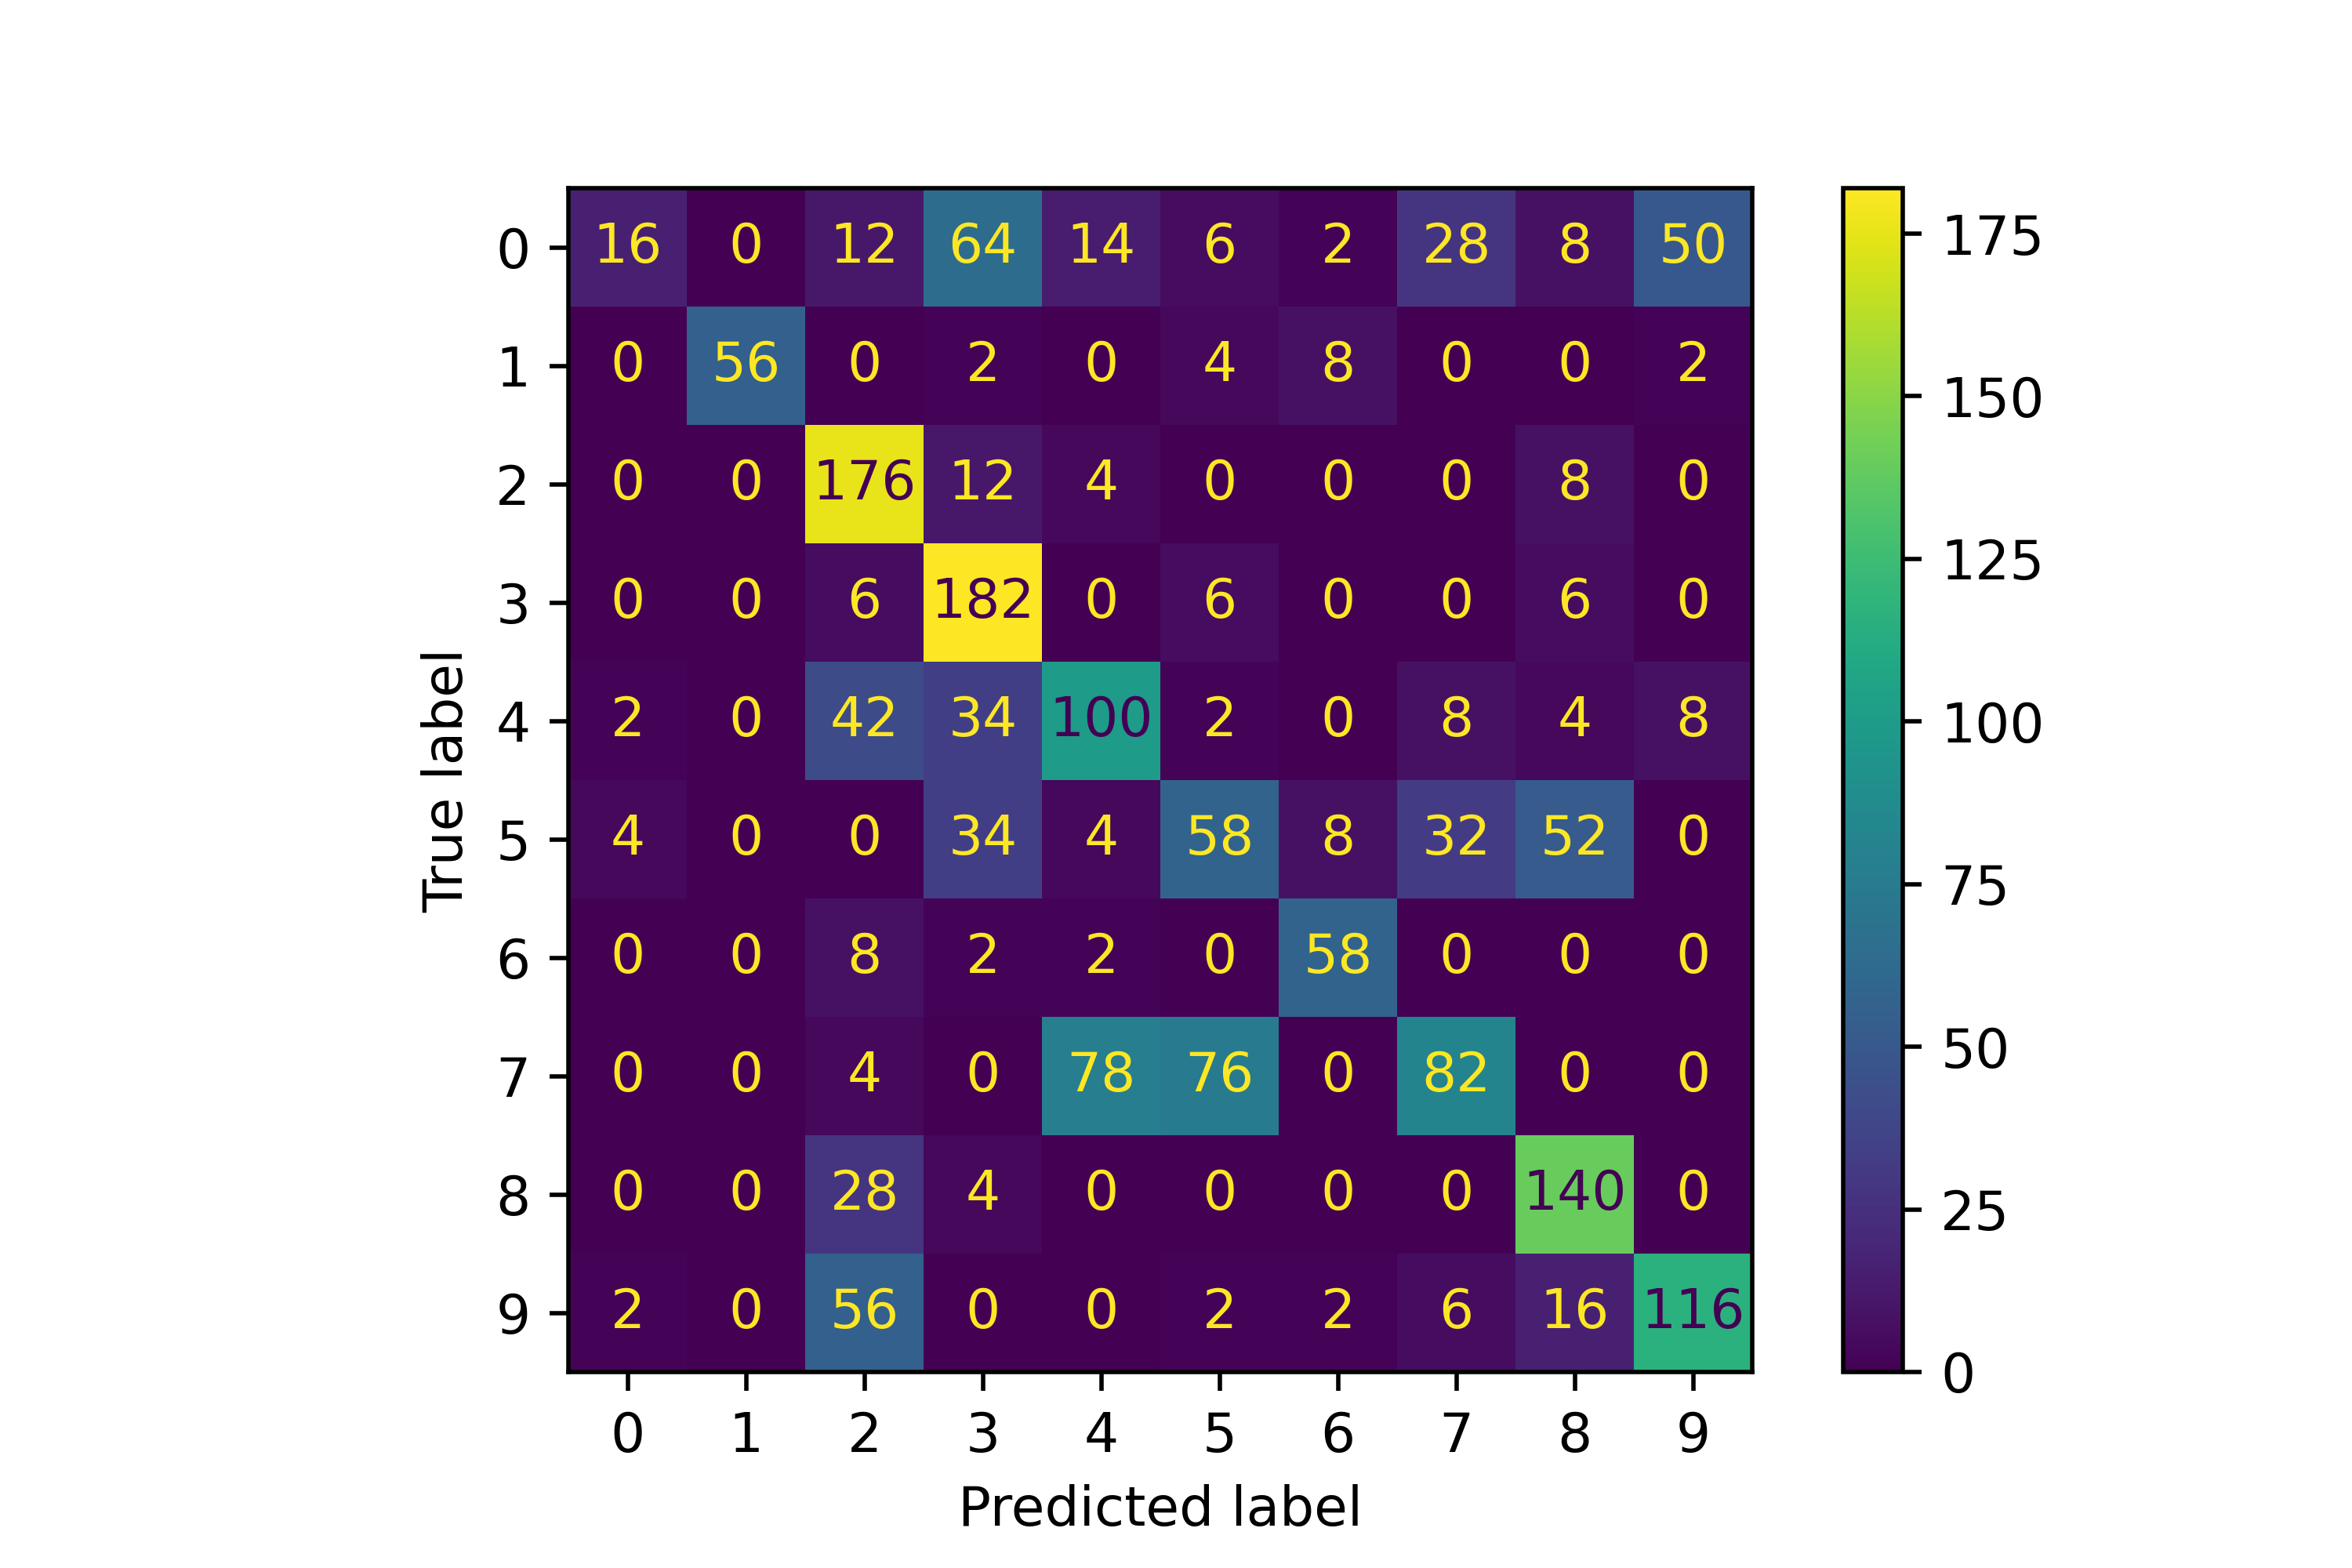 0 16 0 12 64 14 6 2 28 8 50
1 0 56 0 2 0 4 8 0 0 2
2 0 0 176 12 4 0 0 0 8 0
3 0 0 6 182 0 6 0 0 6 0
4 2 0 42 34 100 2 0 8 4 8
5 4 0 0 34 4 58 8 32 52 0
6 0 0 8 2 2 0 58 0 0 0
7 0 0 4 0 78 76 0 82 0 0
8 0 0 28 4 0 0 0 0 140 0
9 2 0 56 0 0 2 2 6 16 116
0 1 2 3 4 5 6 7 8 9
Predicted label
True label
175
150
125
100
75
50
25
0